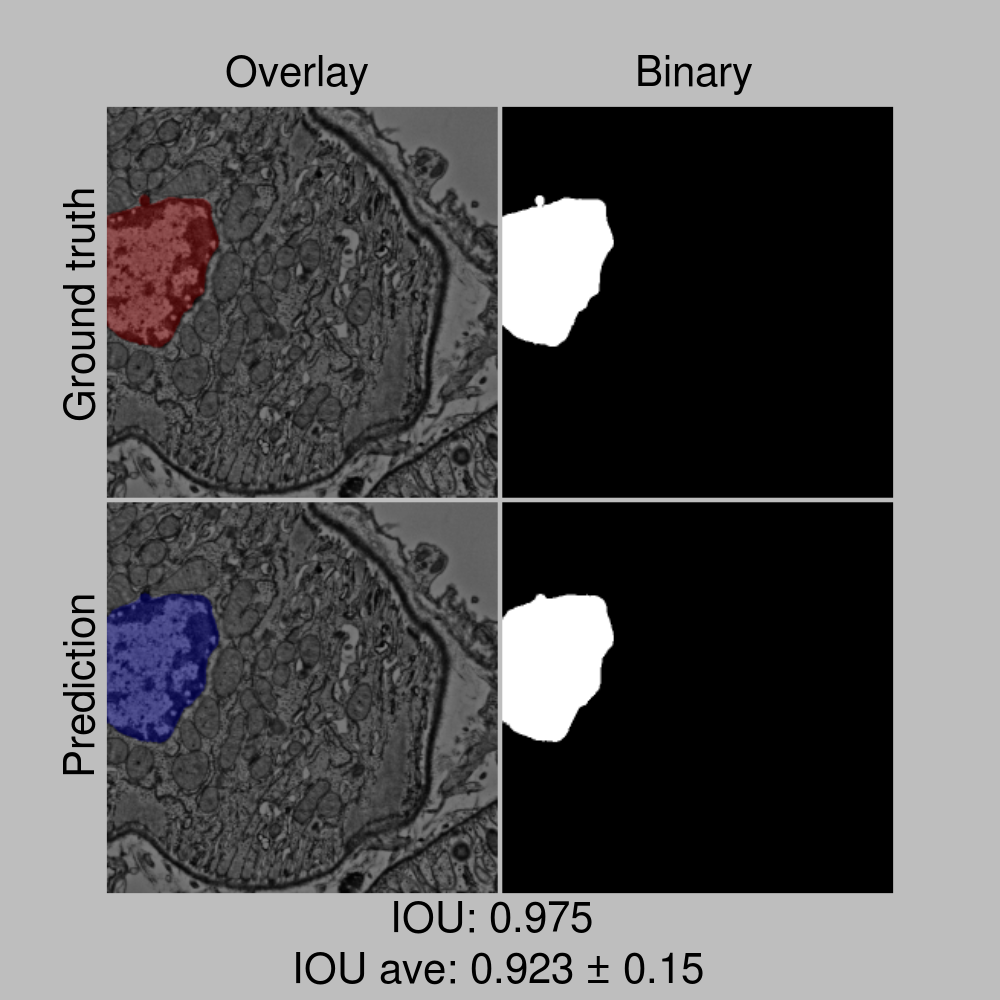 Overlay
Binary
Ground truth
Prediction
IOU: 0.975
IOU ave: 0.923 ± 0.15